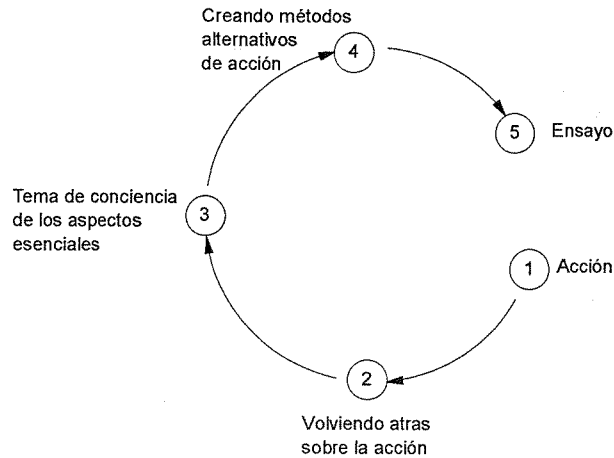 Creando métodos
alternativos
de acción
4
5
Ensayo
Tema de conciencia
de los aspectos
esenciales
3
1
Acción
2
Volviendo atras
sobre la acción